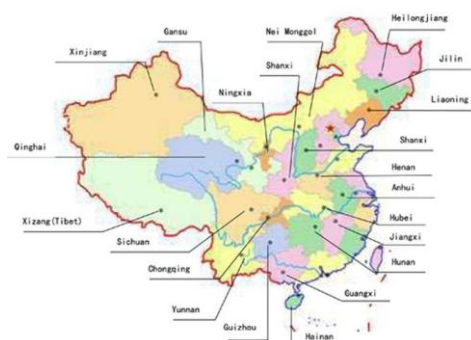 Gansu
Nei Monggol
Heilongjiang
Xinjiang
Shanxi
Jilin
Ningxia
Liaoning
Qinghai
Shanxi
Henan
Anhui
Xizang(Tibet)
Hubei
Sichuan
Jiangxi
Chongqing
Hunan
Yunnan
Guangxi
Guizhou
Hainan